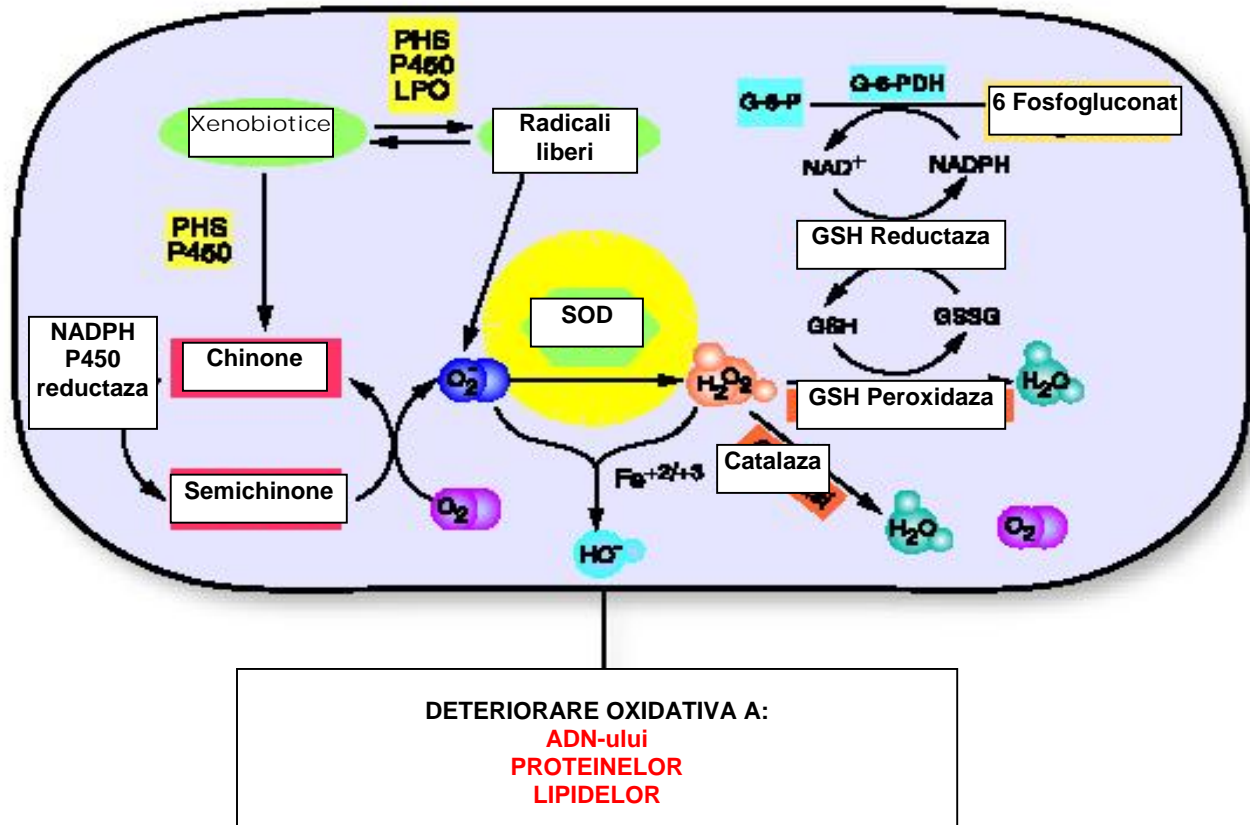 PHS
P450
LPO
G-6-PDH
G-6-P
6 Fosfogluconat
Xenobiotice
Radicali
liberi
NAD+
NADPH
PHS
P450
GSH Reductaza
SOD
GSH
GSSG
NADPH
P450
reductaza
Chinone
O2-
H2O2
GSH Peroxidaza
H2O
Catalaza
Fe+2/+3
Semichinone
O2
H2O
O2
HO-
DETERIORARE OXIDATIVA A:
ADN-ului
PROTEINELOR
LIPIDELOR